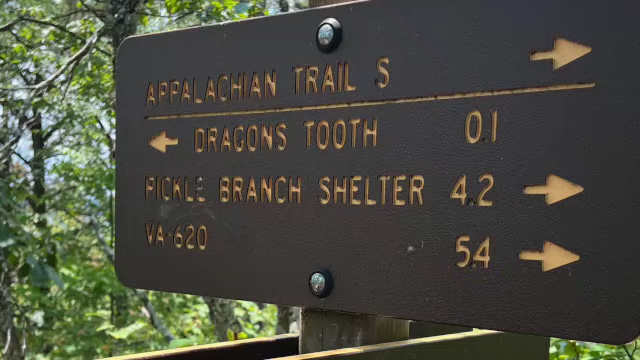 APPALACHIAN TRAIL S →
← DRAGONS TOOTH 0.1
PICKLE BRANCH SHELTER 4.2 →
VA-620 5.4 →